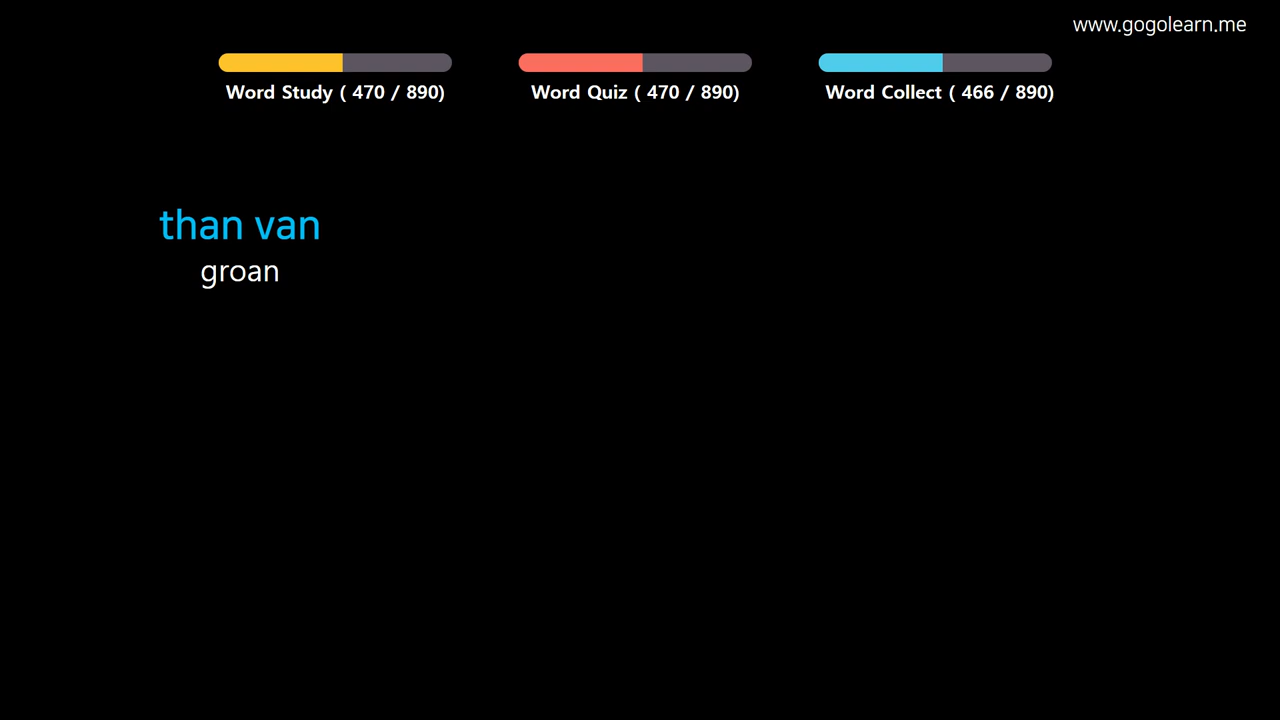 www.gogolearn.me
Word Study ( 470 / 890)
Word Quiz ( 470 / 890)
Word Collect ( 466 / 890)
than van
groan